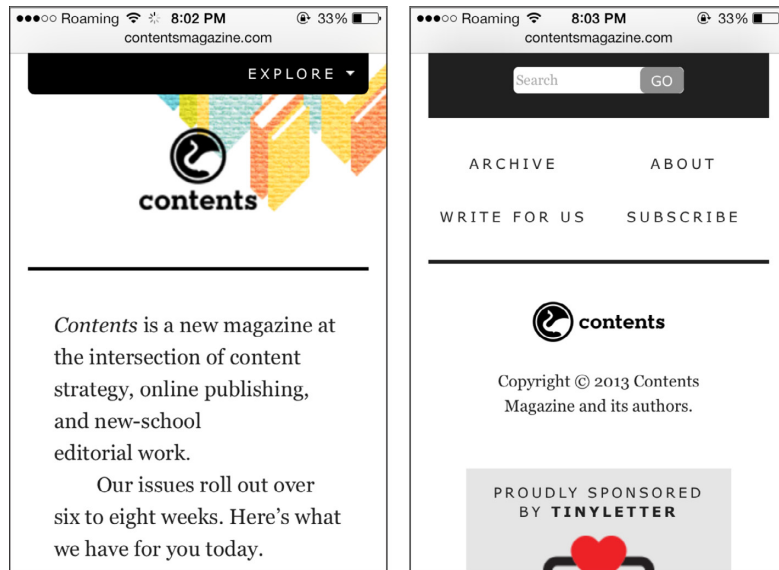 Roaming 8:02 PM 33%
contentsmagazine.com
EXPLORE
contents
Contents is a new magazine at
the intersection of content
strategy, online publishing,
and new-school
editorial work.
Our issues roll out over
six to eight weeks. Here’s what
we have for you today.
Roaming 8:03 PM 33%
contentsmagazine.com
Search GO
ARCHIVE ABOUT
WRITE FOR US SUBSCRIBE
contents
Copyright © 2013 Contents
Magazine and its authors.
PROUDLY SPONSORED
BY TINYLETTER